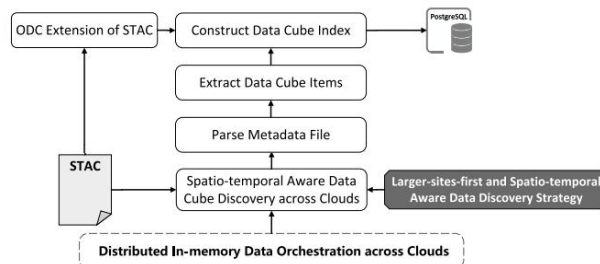 ODC Extension of STAC
Construct Data Cube Index
PostgreSQL
Extract Data Cube Items
Parse Metadata File
STAC
Spatio-temporal Aware Data
Cube Discovery across Clouds
Larger-sites-first and Spatio-temporal
Aware Data Discovery Strategy
Distributed In-memory Data Orchestration across Clouds